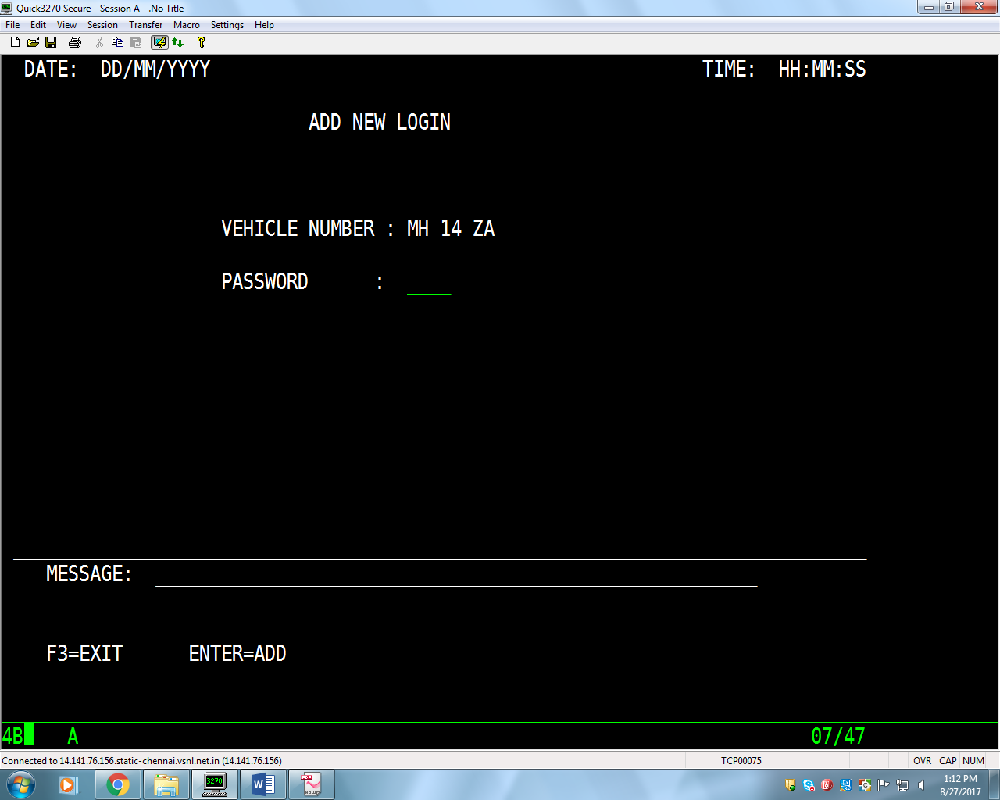 Quick3270 Secure - Session A - .No Title
File Edit View Session Transfer Macro Settings Help
DATE: DD/MM/YYYY TIME: HH:MM:SS
ADD NEW LOGIN
VEHICLE NUMBER : MH 14 ZA ____
PASSWORD : ____
MESSAGE:
F3=EXIT ENTER=ADD
4B A 07/47
Connected to 14.141.76.156.static-chennai.vsnl.net.in (14.141.76.156) TCP00075 OVR CAP NUM
3270 W PDF
1:12 PM
8/27/2017